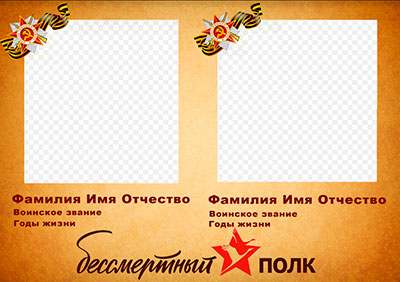 Фамилия Имя Отчество
Воинское звание
Годы жизни
Фамилия Имя Отчество
Воинское звание
Годы жизни
бессмертный ПОЛК